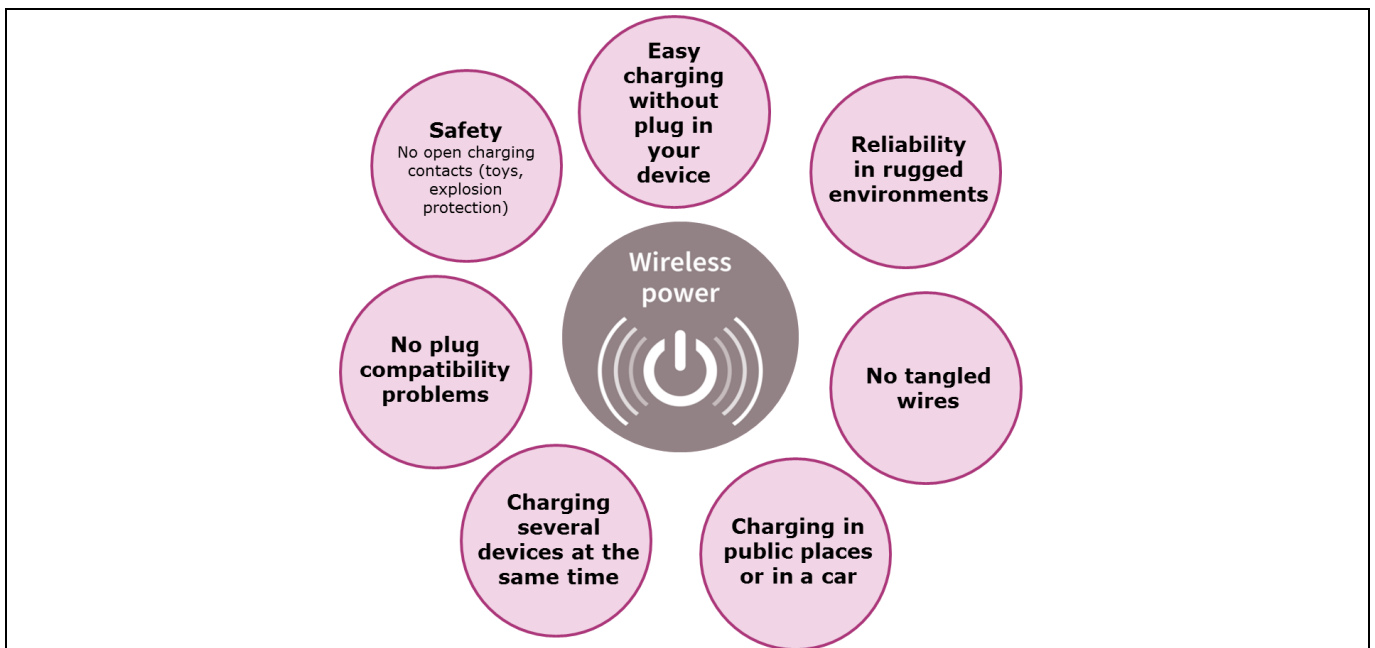 Easy
charging
without
plug in
your
device
Safety
No open charging
contacts (toys,
explosion
protection)
Reliability
in rugged
environments
Wireless
power
No plug
compatibility
problems
No tangled
wires
Charging
several
devices at the
same time
Charging in
public places
or in a car